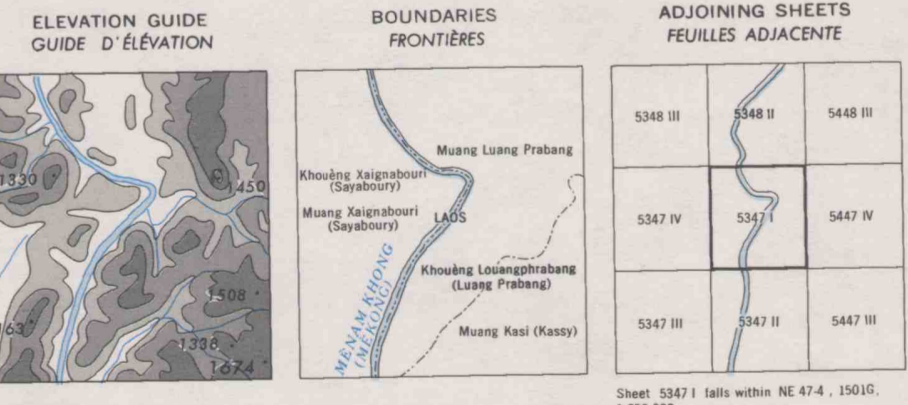 ELEVATION GUIDE
GUIDE D'ÉLÉVATION
1330
1450
1508
1338
1674
BOUNDARIES
FRONTIÈRES
Muang Luang Prabang
Khouèng Xaignabouri
(Sayaboury)
Muang Xaignabouri
(Sayaboury)
LAOS
MÈNAM KHONG
(MEKONG)
Khouèng Louangphrabang
(Luang Prabang)
Muang Kasi (Kassy)
ADJOINING SHEETS
FEUILLES ADJACENTE
5348 III
5348 II
5448 III
5347 IV
5347 I
5447 IV
5347 III
5347 II
5447 III
Sheet 5347 I falls within NE 47-4 , 1501G,